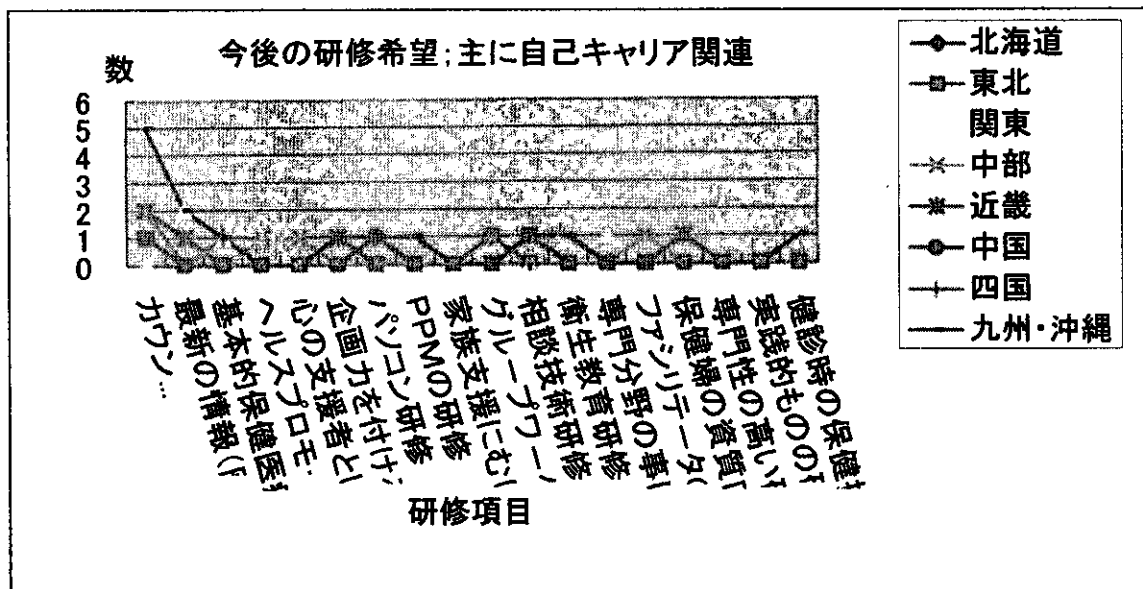 今後の研修希望;主に自己キャリア関連
数
6
5
4
3
2
1
0
カウン...
最新の情報(
基本的保健医
ヘルスプロモ
心の支援者と
企画力を付け
パソコン研修
PPMの研修
家族支援にむ
グループワー
相談技術研修
衛生教育研修
専門分野の事
ファシリテータ
保健婦の資質
専門性の高い
実践的ものの
健診時の保健
研修項目
北海道
東北
関東
中部
近畿
中国
四国
九州・沖縄